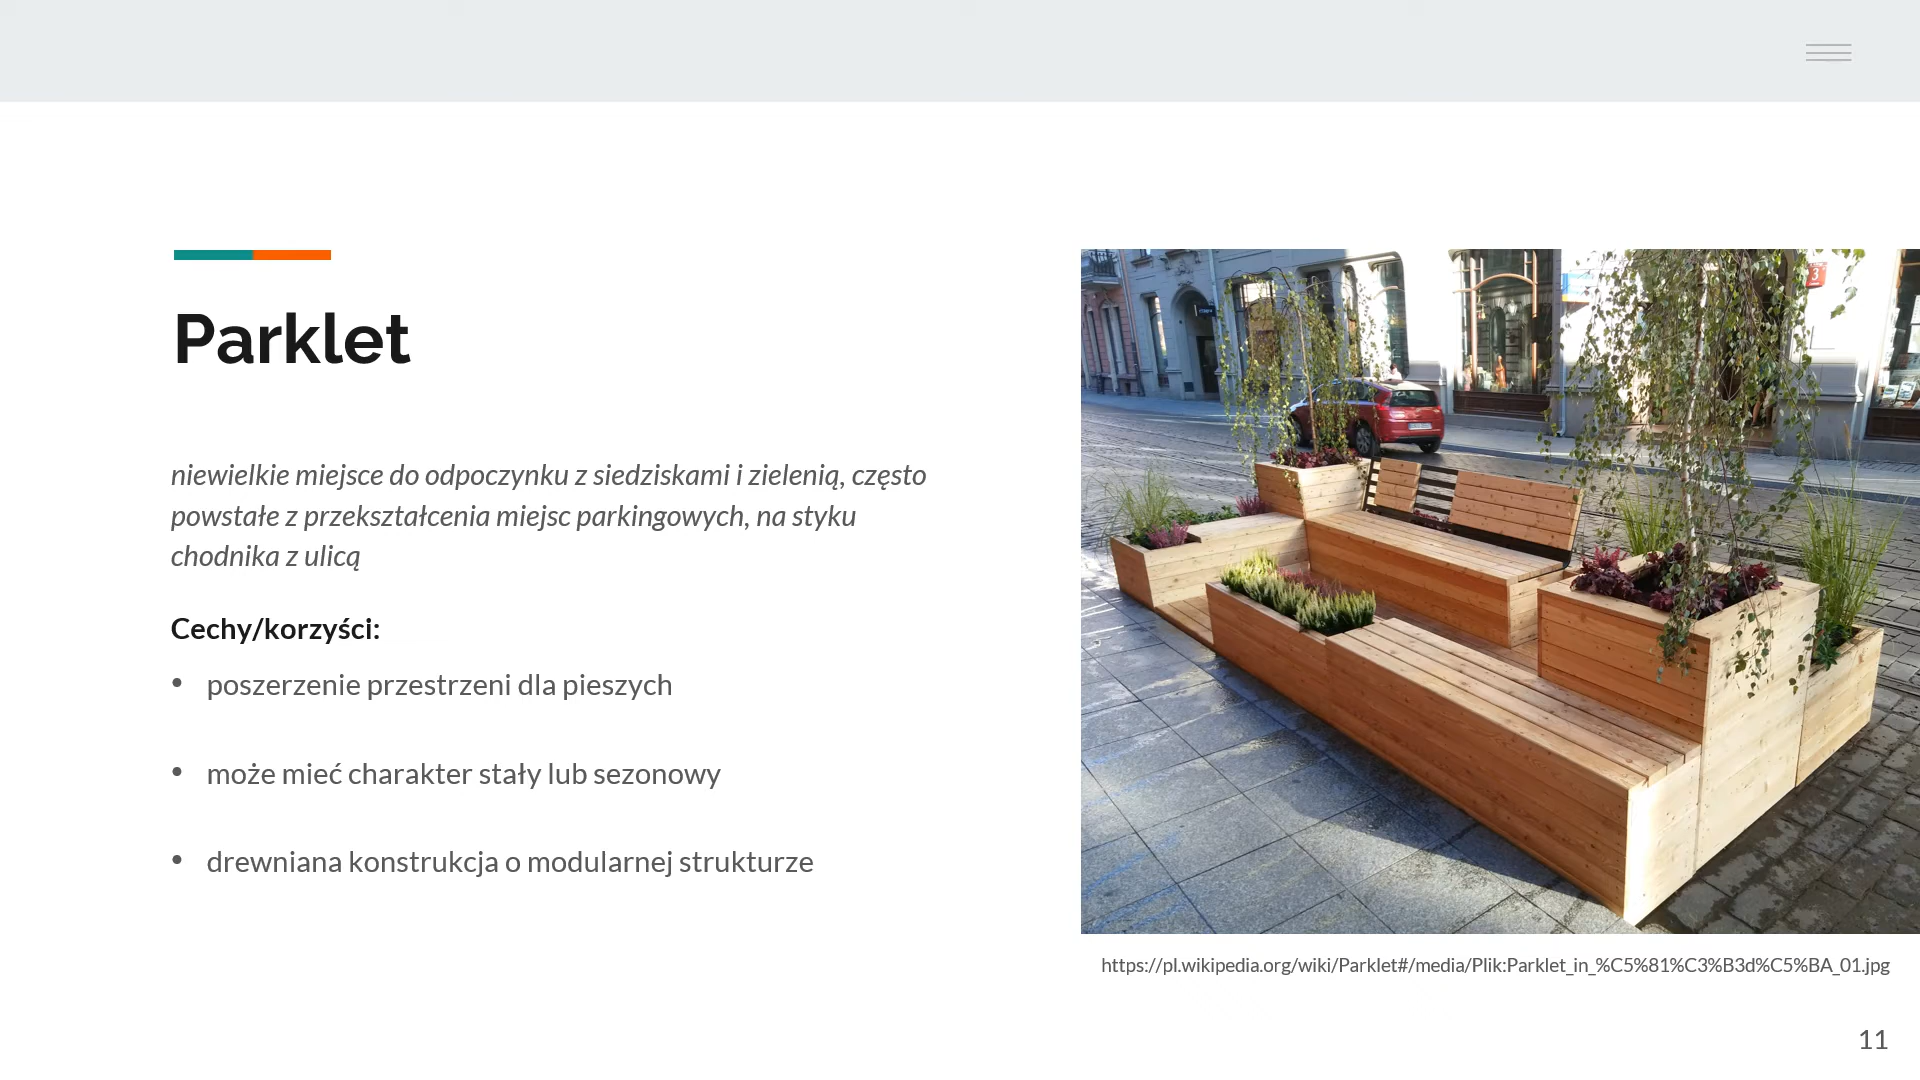 Parklet
niewielkie miejsce do odpoczynku z siedziskami i zielenią, często
powstałe z przekształcenia miejsc parkingowych, na styku
chodnika z ulicą
Cechy/korzyści:
• poszerzenie przestrzeni dla pieszych
• może mieć charakter stały lub sezonowy
• drewniana konstrukcja o modularnej strukturze
3
https://pl.wikipedia.org/wiki/Parklet#/media/Plik:Parklet_in_%C5%81%C3%B3d%C5%BA_01.jpg
11